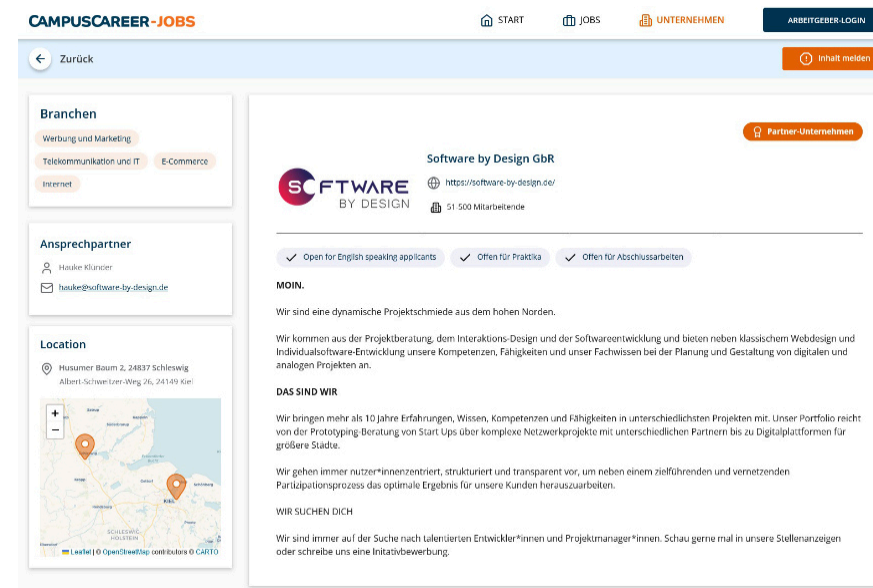 CAMPUSCAREER-JOBS
START
JOBS
UNTERNEHMEN
ARBEITGEBER-LOGIN
Zurück
Inhalt melden
Branchen
Werbung und Marketing
Telekommunikation und IT
E-Commerce
Internet
Ansprechpartner
Hauke Klünder
hauke@software-by-design.de
Location
Husumer Baum 2, 24837 Schleswig
Albert-Schweitzer-Weg 26, 24149 Kiel
+
−
SCHLESWIG-
HOLSTEIN
Leaflet | © OpenStreetMap contributors © CARTO
Partner-Unternehmen
SOFTWARE
BY DESIGN
Software by Design GbR
https://software-by-design.de/
51-500 Mitarbeitende
Open for English speaking applicants
Offen für Praktika
Offen für Abschlussarbeiten
MOIN.
Wir sind eine dynamische Projektschmiede aus dem hohen Norden.
Wir kommen aus der Projektberatung, dem Interaktions-Design und der Softwareentwicklung und bieten neben klassischem Webdesign und
Individualsoftware-Entwicklung unsere Kompetenzen, Fähigkeiten und unser Fachwissen bei der Planung und Gestaltung von digitalen und
analogen Projekten an.
DAS SIND WIR
Wir bringen mehr als 10 Jahre Erfahrungen, Wissen, Kompetenzen und Fähigkeiten in unterschiedlichsten Projekten mit. Unser Portfolio reicht
von der Prototyping-Beratung von Start Ups über komplexe Netzwerkprojekte mit unterschiedlichen Partnern bis zu Digitalplattformen für
größere Städte.
Wir gehen immer nutzer*innenzentriert, strukturiert und transparent vor, um neben einem zielführenden und vernetzenden
Partizipationsprozess das optimale Ergebnis für unsere Kunden herauszuarbeiten.
WIR SUCHEN DICH
Wir sind immer auf der Suche nach talentierten Entwickler*innen und Projektmanager*innen. Schau gerne mal in unsere Stellenanzeigen
oder schreibe uns eine Initativbewerbung.